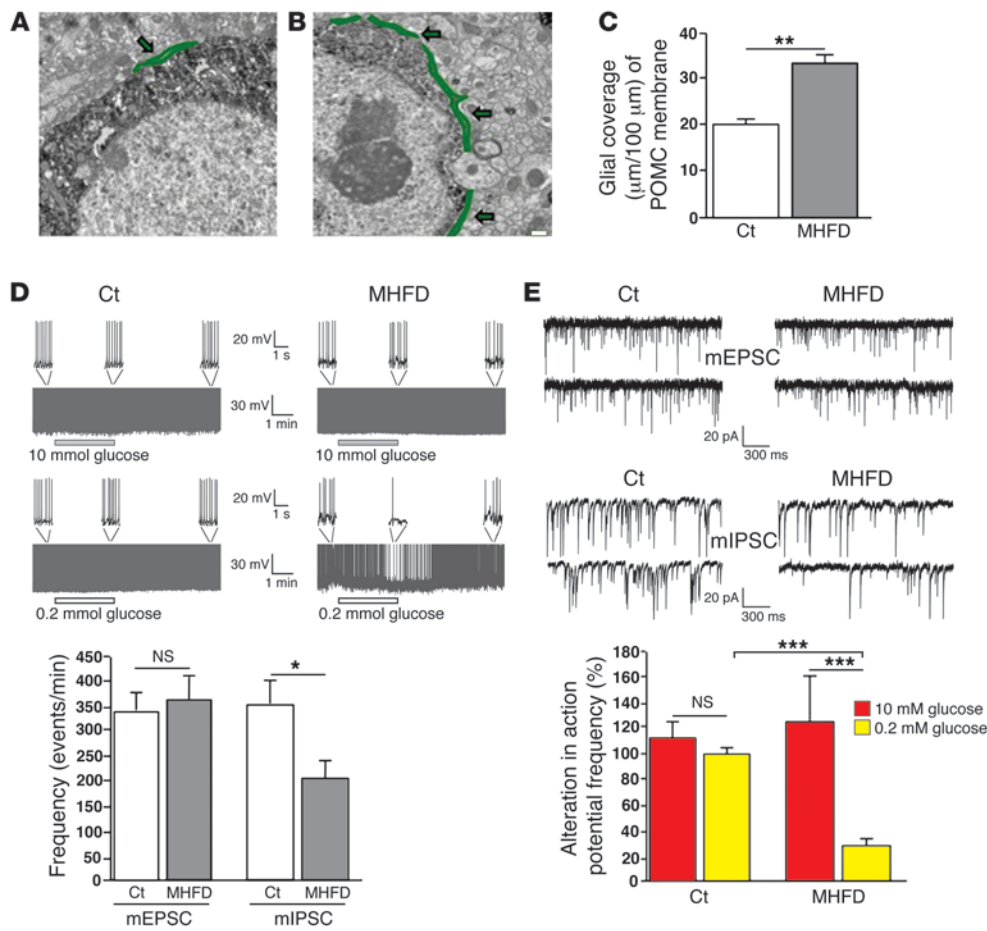 A
B
C
40
30
20
10
0
Glial coverage
(μm/100 μm) of
POMC membrane
**
Ct MHFD
D
Ct MHFD
20 mV
1 s
30 mV
1 min
10 mmol glucose
10 mmol glucose
20 mV
1 s
30 mV
1 min
0.2 mmol glucose
0.2 mmol glucose
450
400
350
300
250
200
150
100
50
0
Frequency (events/min)
NS
*
Ct MHFD Ct MHFD
mEPSC mIPSC
E
Ct MHFD
mEPSC
20 pA
300 ms
Ct MHFD
mIPSC
20 pA
300 ms
180
160
140
120
100
80
60
40
20
0
Alteration in action
potential frequency (%)
NS
***
***
10 mM glucose
0.2 mM glucose
Ct MHFD